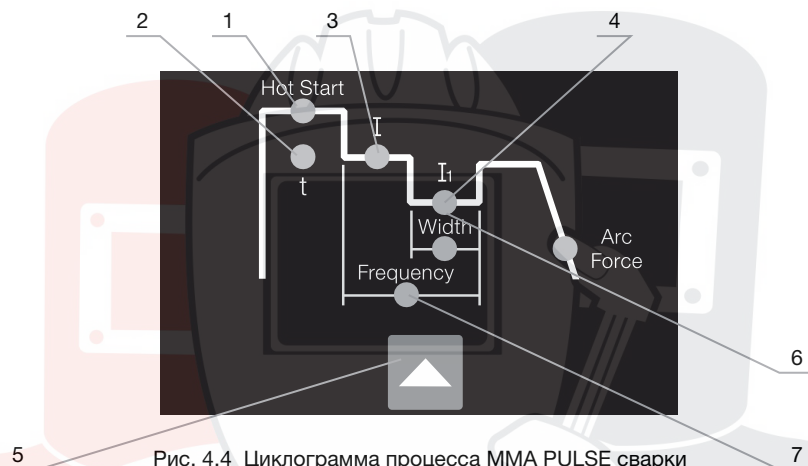 2 1 3 4
Hot Start
I
t
I1
Width
Frequency
Arc
Force
6
5
7
Рис. 4.4 Циклограмма процесса MMA PULSE сварки